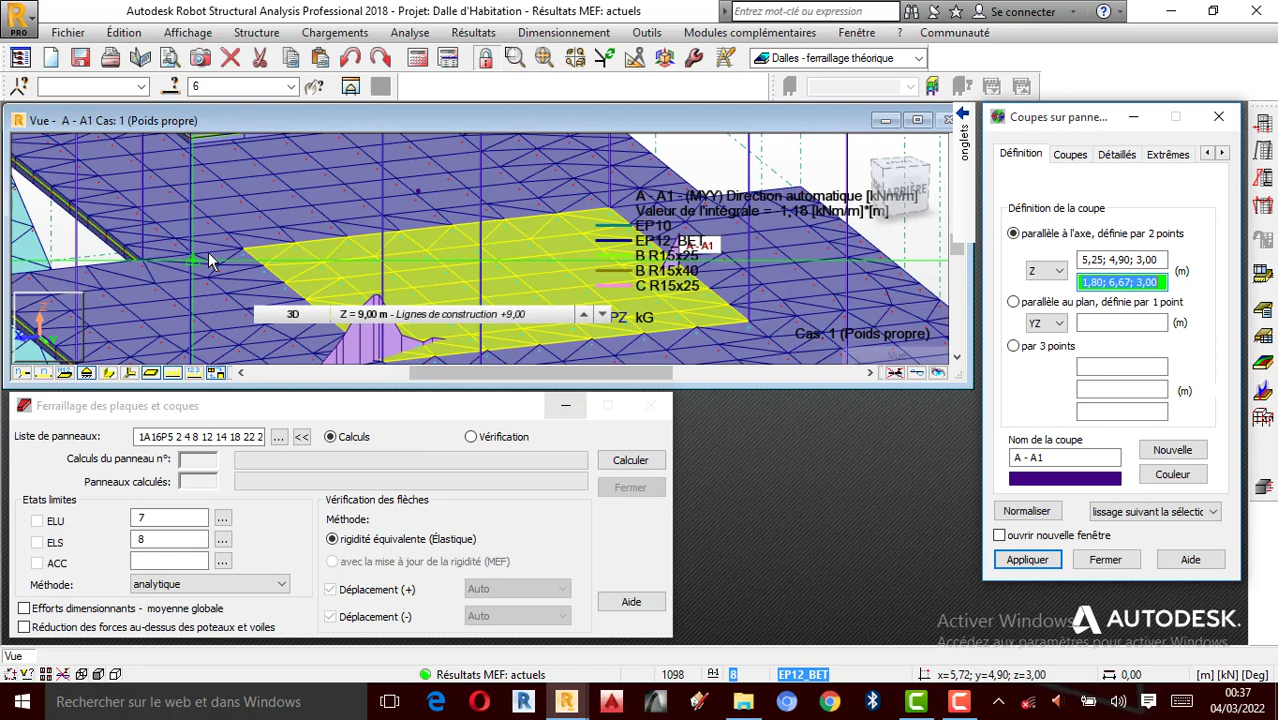 Autodesk Robot Structural Analysis Professional 2018 - Projet: Dalle d'Habitation - Résultats MEF: actuels
Entrez mot-clé ou expression
Se connecter
PRO
Fichier Édition Affichage Structure Chargements Analyse Résultats Dimensionnement Outils Modules complémentaires Fenêtre ? Communauté
Dalles - ferraillage théorique
6
Vue - A - A1 Cas: 1 (Poids propre)
onglets
ARRIÈRE
A - A1 - (MXY) Direction automatique [kNm/m]
Valeur de l'intégrale = -1,18 [kNm/m]*[m]
EP10
EP12_BET
A1
B R15x25
B R15x40
C R15x25
PZ kG
3D Z = 9,00 m - Lignes de construction +9,00
Cas: 1 (Poids propre)
Z
Ferraillage des plaques et coques
Liste de panneaux: 1A16P5 2 4 8 12 14 18 22 2 ... << Calculs Vérification
Calculs du panneau n°: Calculer
Panneaux calculés: Fermer
Etats limites
ELU 7 ...
ELS 8 ...
ACC ...
Méthode: analytique
Efforts dimensionnants - moyenne globale
Réduction des forces au-dessus des poteaux et voiles
Vérification des flèches
Méthode:
rigidité équivalente (Élastique)
avec la mise à jour de la rigidité (MEF)
Déplacement (+) Auto
Déplacement (-) Auto
Aide
Coupes sur panne...
Définition Coupes Détaillés Extrêmes
Définition de la coupe
parallèle à l'axe, définie par 2 points
5,25; 4,90; 3,00
Z (m)
1,80; 6,67; 3,00
parallèle au plan, définie par 1 point
YZ (m)
par 3 points
(m)
Nom de la coupe
A - A1
Nouvelle
Couleur
Normaliser lissage suivant la sélectic
ouvrir nouvelle fenêtre
Appliquer Fermer Aide
Activer Windows
Accédez aux paramètres pour activer Windows.
AUTODESK.
Vue
Résultats MEF: actuels 1098 8 EP12_BET x=5,72; y=4,90; z=3,00 0,00 [m] [kN] [Deg]
Rechercher sur le web et dans Windows
00:37
04/03/2022